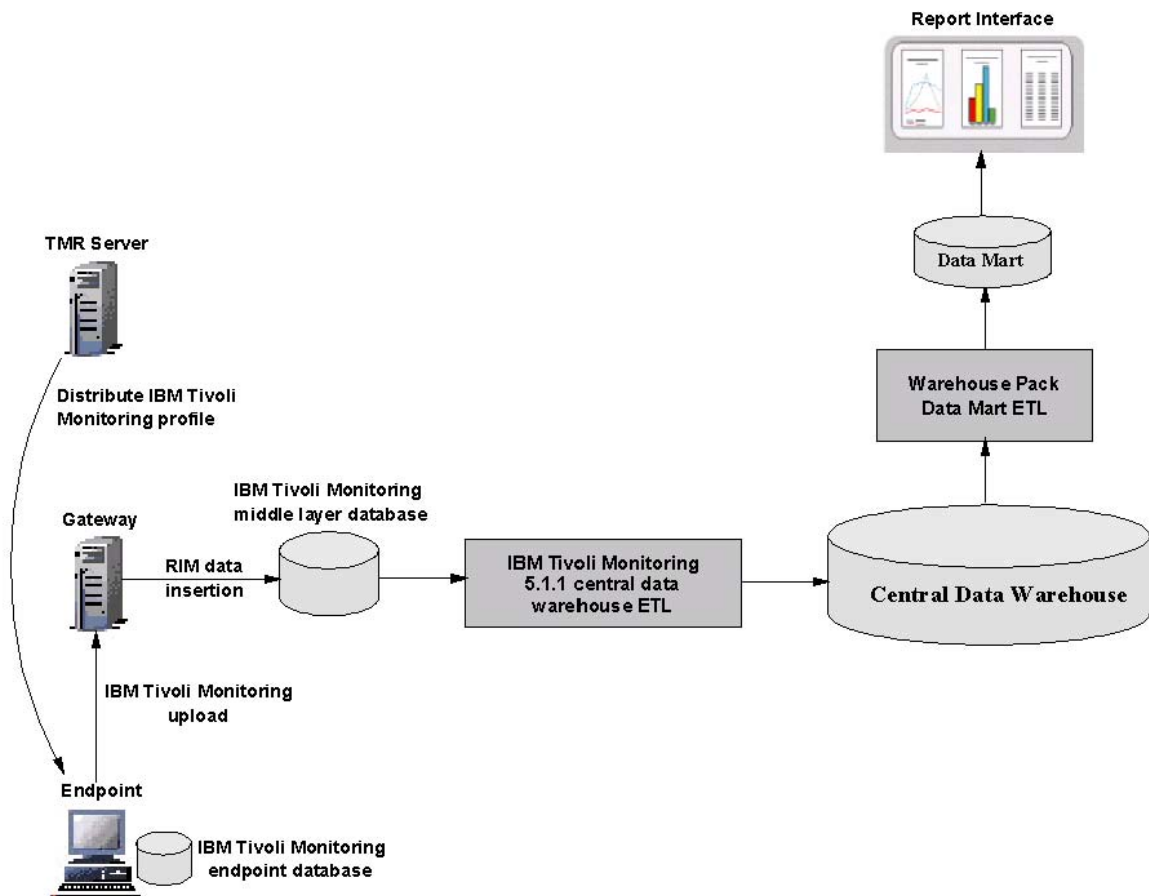 Report Interface
Data Mart
TMR Server
Warehouse Pack
Data Mart ETL
Distribute IBM Tivoli
Monitoring profile
IBM Tivoli Monitoring
middle layer database
Gateway
RIM data
insertion
IBM Tivoli Monitoring
5.1.1 central data
warehouse ETL
Central Data Warehouse
IBM Tivoli Monitoring
upload
Endpoint
IBM Tivoli Monitoring
endpoint database